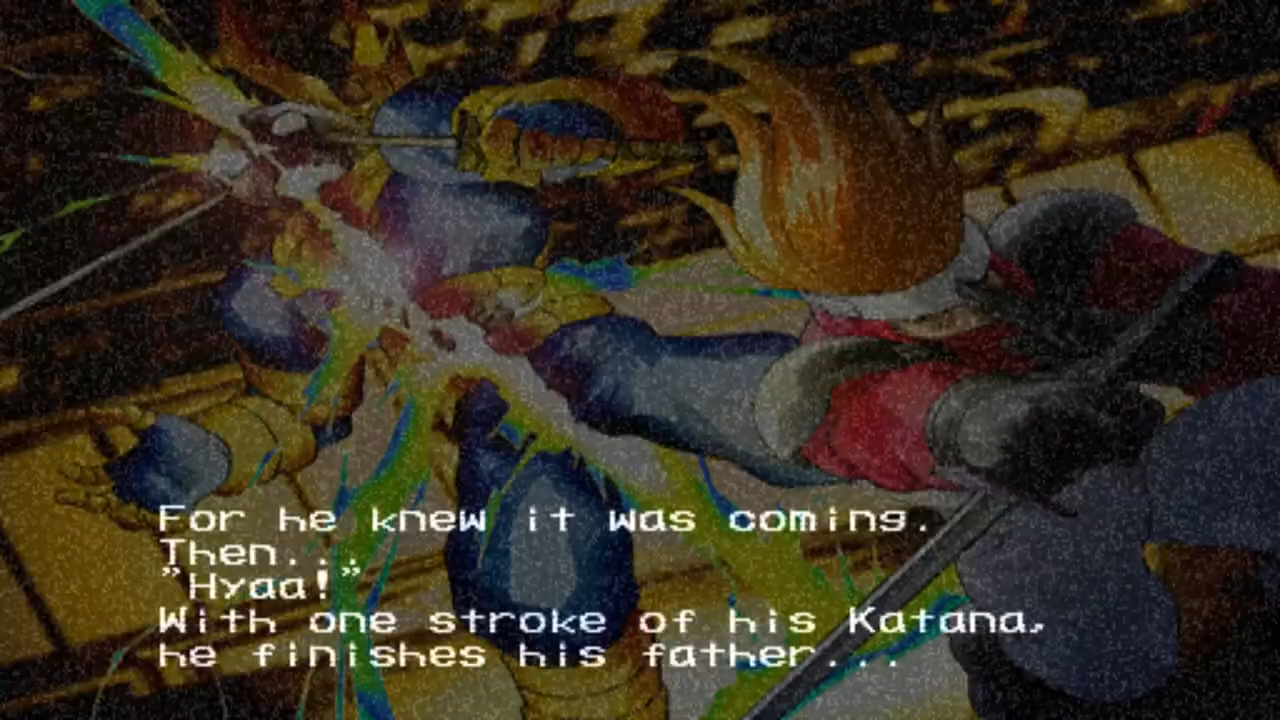 For he knew it was coming.
Then...
"Hyaa!"
With one stroke of his Katana,
he finishes his father...